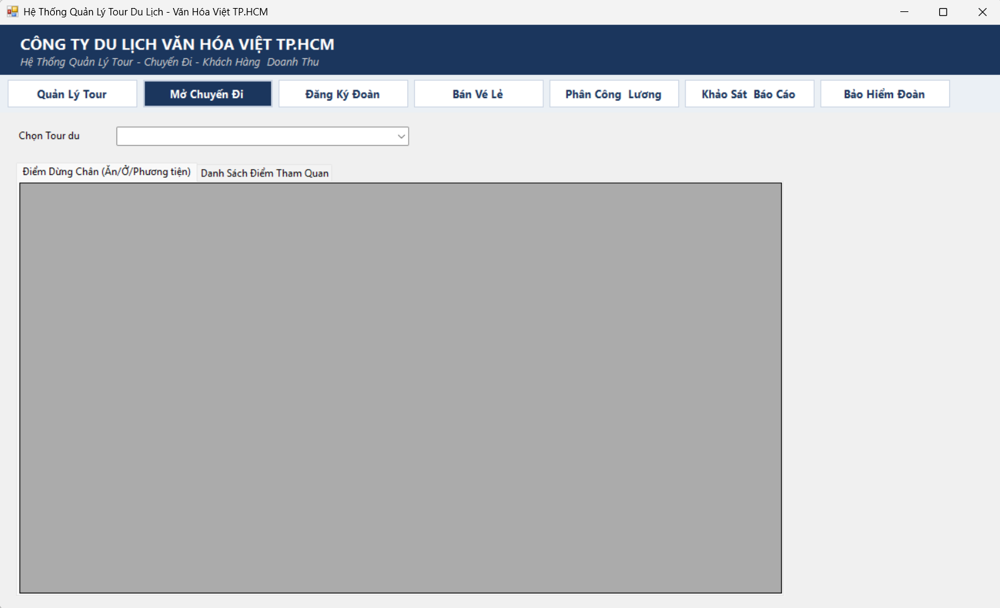 Hệ Thống Quản Lý Tour Du Lịch - Văn Hóa Việt TP.HCM
CÔNG TY DU LỊCH VĂN HÓA VIỆT TP.HCM
Hệ Thống Quản Lý Tour - Chuyến Đi - Khách Hàng  Doanh Thu
Quản Lý Tour
Mở Chuyến Đi
Đăng Ký Đoàn
Bán Vé Lẻ
Phân Công  Lương
Khảo Sát  Báo Cáo
Bảo Hiểm Đoàn
Chọn Tour du
Điểm Dừng Chân (Ăn/Ở/Phương tiện)
Danh Sách Điểm Tham Quan